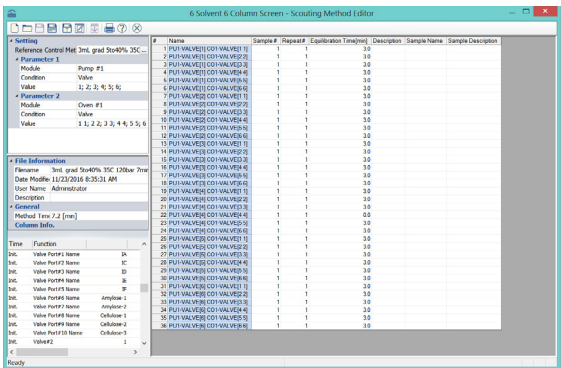 6 Solvent 6 Column Screen - Scouting Method Editor
Setting
Reference Control Met 3mL grad 5to40% 35C ...
Parameter 1
Module Pump #1
Condition Valve
Value 1; 2; 3; 4; 5; 6;
Parameter 2
Module Oven #1
Condition Valve
Value 1 1; 2 2; 3 3; 4 4; 5 5; 6
File Information
Filename 3mL grad 5to40% 35C 120bar 7mir
Date Modifie 11/23/2016 8:35:31 AM
User Name Administrator
Description
General
Method Time 7.2 [mn]
Column Info.
Time Function
Init. Valve Port#1 Name IA
Init. Valve Port#2 Name IC
Init. Valve Port#3 Name ID
Init. Valve Port#4 Name IE
Init. Valve Port#5 Name IF
Init. Valve Port#6 Name Amylose-1
Init. Valve Port#7 Name Amylose-2
Init. Valve Port#8 Name Cellulose-1
Init. Valve Port#9 Name Cellulose-2
Init. Valve Port#10 Name Cellulose-3
Init. Valve#2 1
# Name Sample # Repeat # Equilibration Time[min] Description Sample Name Sample Description
1 PU1-VALVE[1] CO1-VALVE[1 1] 1 1 3.0
2 PU1-VALVE[1] CO1-VALVE[2 2] 1 1 3.0
3 PU1-VALVE[1] CO1-VALVE[3 3] 1 1 3.0
4 PU1-VALVE[1] CO1-VALVE[4 4] 1 1 3.0
5 PU1-VALVE[1] CO1-VALVE[5 5] 1 1 3.0
6 PU1-VALVE[1] CO1-VALVE[6 6] 1 1 3.0
7 PU1-VALVE[2] CO1-VALVE[1 1] 1 1 3.0
8 PU1-VALVE[2] CO1-VALVE[2 2] 1 1 3.0
9 PU1-VALVE[2] CO1-VALVE[3 3] 1 1 3.0
10 PU1-VALVE[2] CO1-VALVE[4 4] 1 1 3.0
11 PU1-VALVE[2] CO1-VALVE[5 5] 1 1 3.0
12 PU1-VALVE[2] CO1-VALVE[6 6] 1 1 3.0
13 PU1-VALVE[3] CO1-VALVE[1 1] 1 1 3.0
14 PU1-VALVE[3] CO1-VALVE[2 2] 1 1 3.0
15 PU1-VALVE[3] CO1-VALVE[3 3] 1 1 3.0
16 PU1-VALVE[3] CO1-VALVE[4 4] 1 1 3.0
17 PU1-VALVE[3] CO1-VALVE[5 5] 1 1 3.0
18 PU1-VALVE[3] CO1-VALVE[6 6] 1 1 3.0
19 PU1-VALVE[4] CO1-VALVE[1 1] 1 1 3.0
20 PU1-VALVE[4] CO1-VALVE[2 2] 1 1 3.0
21 PU1-VALVE[4] CO1-VALVE[3 3] 1 1 3.0
22 PU1-VALVE[4] CO1-VALVE[4 4] 1 1 0.0
23 PU1-VALVE[4] CO1-VALVE[5 5] 1 1 3.0
24 PU1-VALVE[4] CO1-VALVE[6 6] 1 1 3.0
25 PU1-VALVE[5] CO1-VALVE[1 1] 1 1 3.0
26 PU1-VALVE[5] CO1-VALVE[2 2] 1 1 3.0
27 PU1-VALVE[5] CO1-VALVE[3 3] 1 1 3.0
28 PU1-VALVE[5] CO1-VALVE[4 4] 1 1 3.0
29 PU1-VALVE[5] CO1-VALVE[5 5] 1 1 3.0
30 PU1-VALVE[5] CO1-VALVE[6 6] 1 1 3.0
31 PU1-VALVE[6] CO1-VALVE[1 1] 1 1 3.0
32 PU1-VALVE[6] CO1-VALVE[2 2] 1 1 3.0
33 PU1-VALVE[6] CO1-VALVE[3 3] 1 1 3.0
34 PU1-VALVE[6] CO1-VALVE[4 4] 1 1 3.0
35 PU1-VALVE[6] CO1-VALVE[5 5] 1 1 3.0
36 PU1-VALVE[6] CO1-VALVE[6 6] 1 1 3.0
Ready